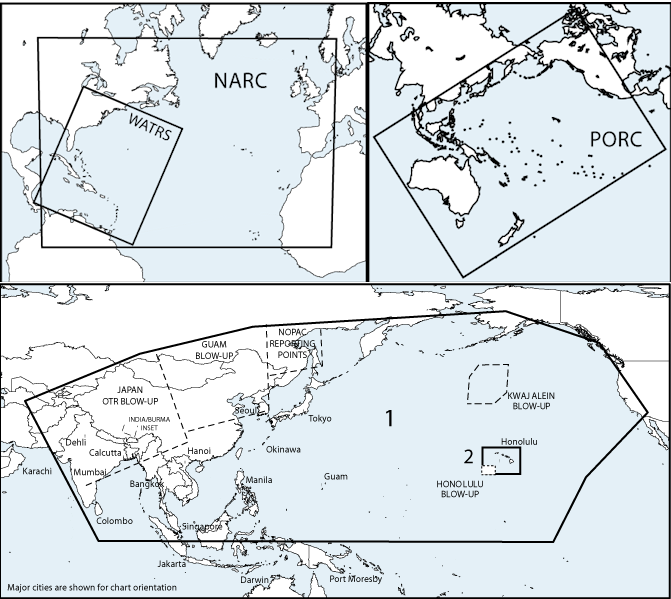 NARC
WATRS
PORC
NOPAC
REPORTING
POINTS
GUAM
BLOW-UP
JAPAN
OTR BLOW-UP
INDIA/BURMA
INSET
KWAJ ALEIN
BLOW-UP
Seoul
Tokyo
1
Dehli
Calcutta
Hanoi
Okinawa
Honolulu
2
Karachi
Mumbai
Bangkok
Manila
Guam
HONOLULU
BLOW-UP
Colombo
Singapore
Jakarta
Darwin
Port Moresby
Major cities are shown for chart orientation